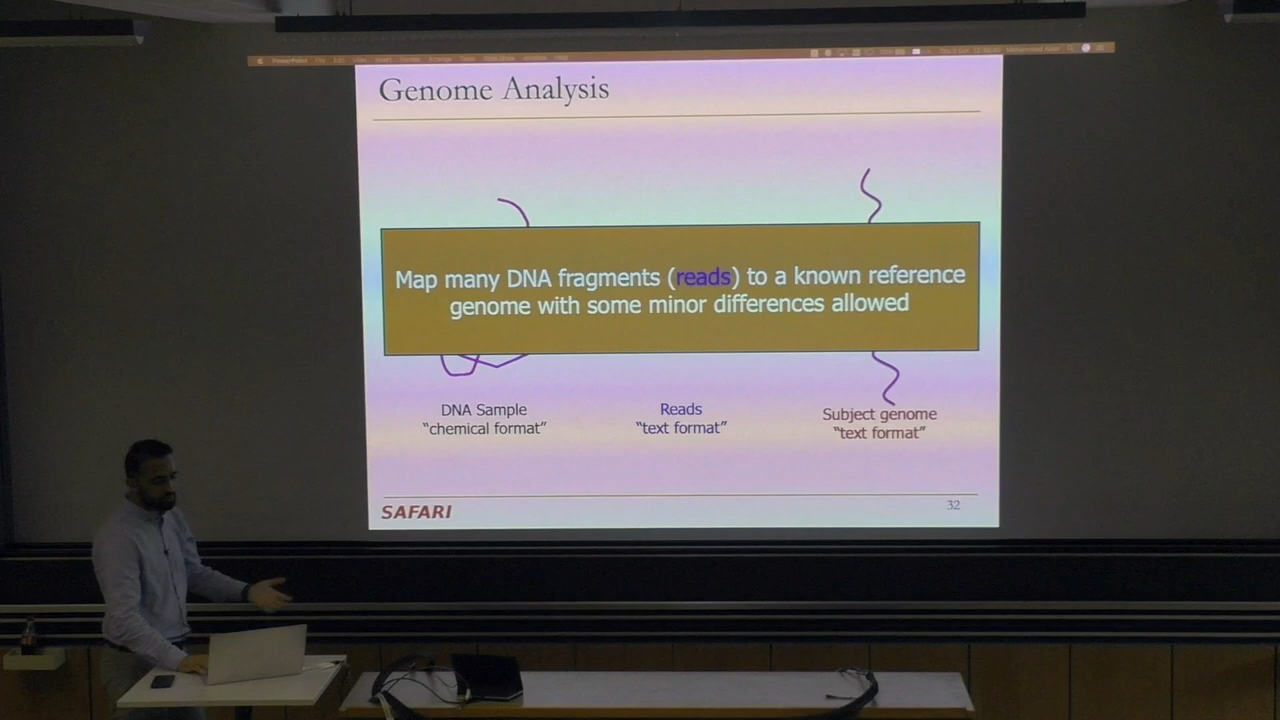 PowerPoint
Genome Analysis
Map many DNA fragments (reads) to a known reference
genome with some minor differences allowed
DNA Sample
“chemical format”
Reads
“text format”
Subject genome
“text format”
SAFARI
32